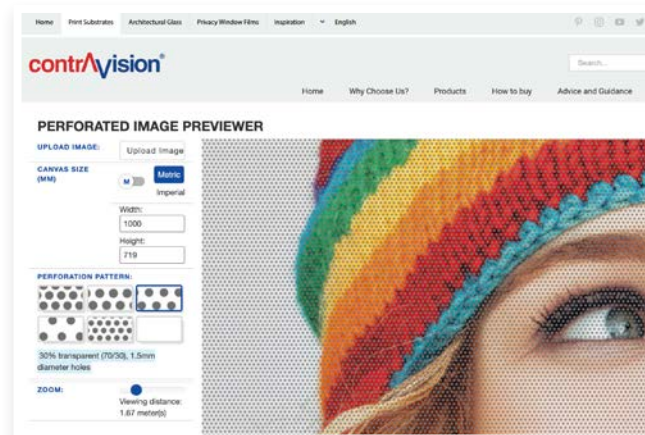 Home Print Substrates Architectural Glass Privacy Window Films Inspiration English
contrAvision®
Search...
Home Why Choose Us? Products How to buy Advice and Guidance
PERFORATED IMAGE PREVIEWER
UPLOAD IMAGE: Upload Image
CANVAS SIZE
(MM)
M Metric
Imperial
Width:
1000
Height:
719
PERFORATION PATTERN:
30% transparent (70/30), 1.5mm
diameter holes
ZOOM:
Viewing distance:
1.67 meter(s)